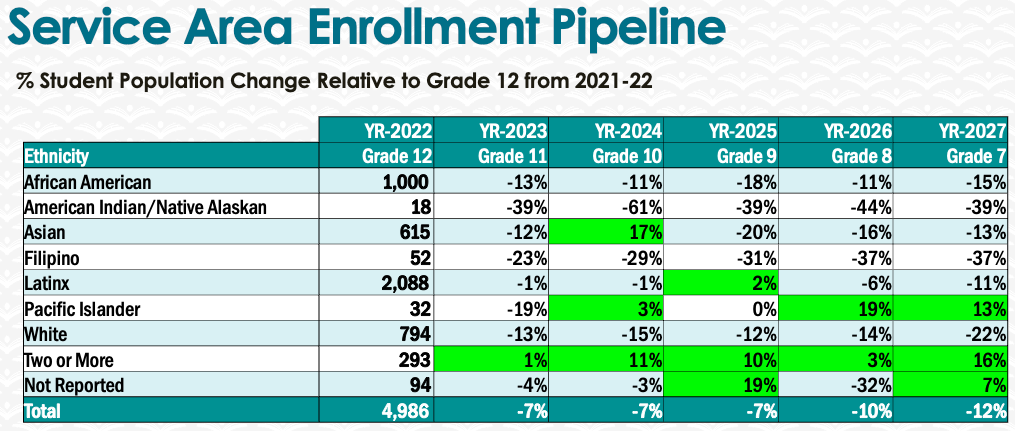 Service Area Enrollment Pipeline
% Student Population Change Relative to Grade 12 from 2021-22
YR-2022 YR-2023 YR-2024 YR-2025 YR-2026 YR-2027
Ethnicity Grade 12 Grade 11 Grade 10 Grade 9 Grade 8 Grade 7
African American 1,000 -13% -11% -18% -11% -15%
American Indian/Native Alaskan 18 -39% -61% -39% -44% -39%
Asian 615 -12% 17% -20% -16% -13%
Filipino 52 -23% -29% -31% -37% -37%
Latinx 2,088 -1% -1% 2% -6% -11%
Pacific Islander 32 -19% 3% 0% 19% 13%
White 794 -13% -15% -12% -14% -22%
Two or More 293 1% 11% 10% 3% 16%
Not Reported 94 -4% -3% 19% -32% 7%
Total 4,986 -7% -7% -7% -10% -12%